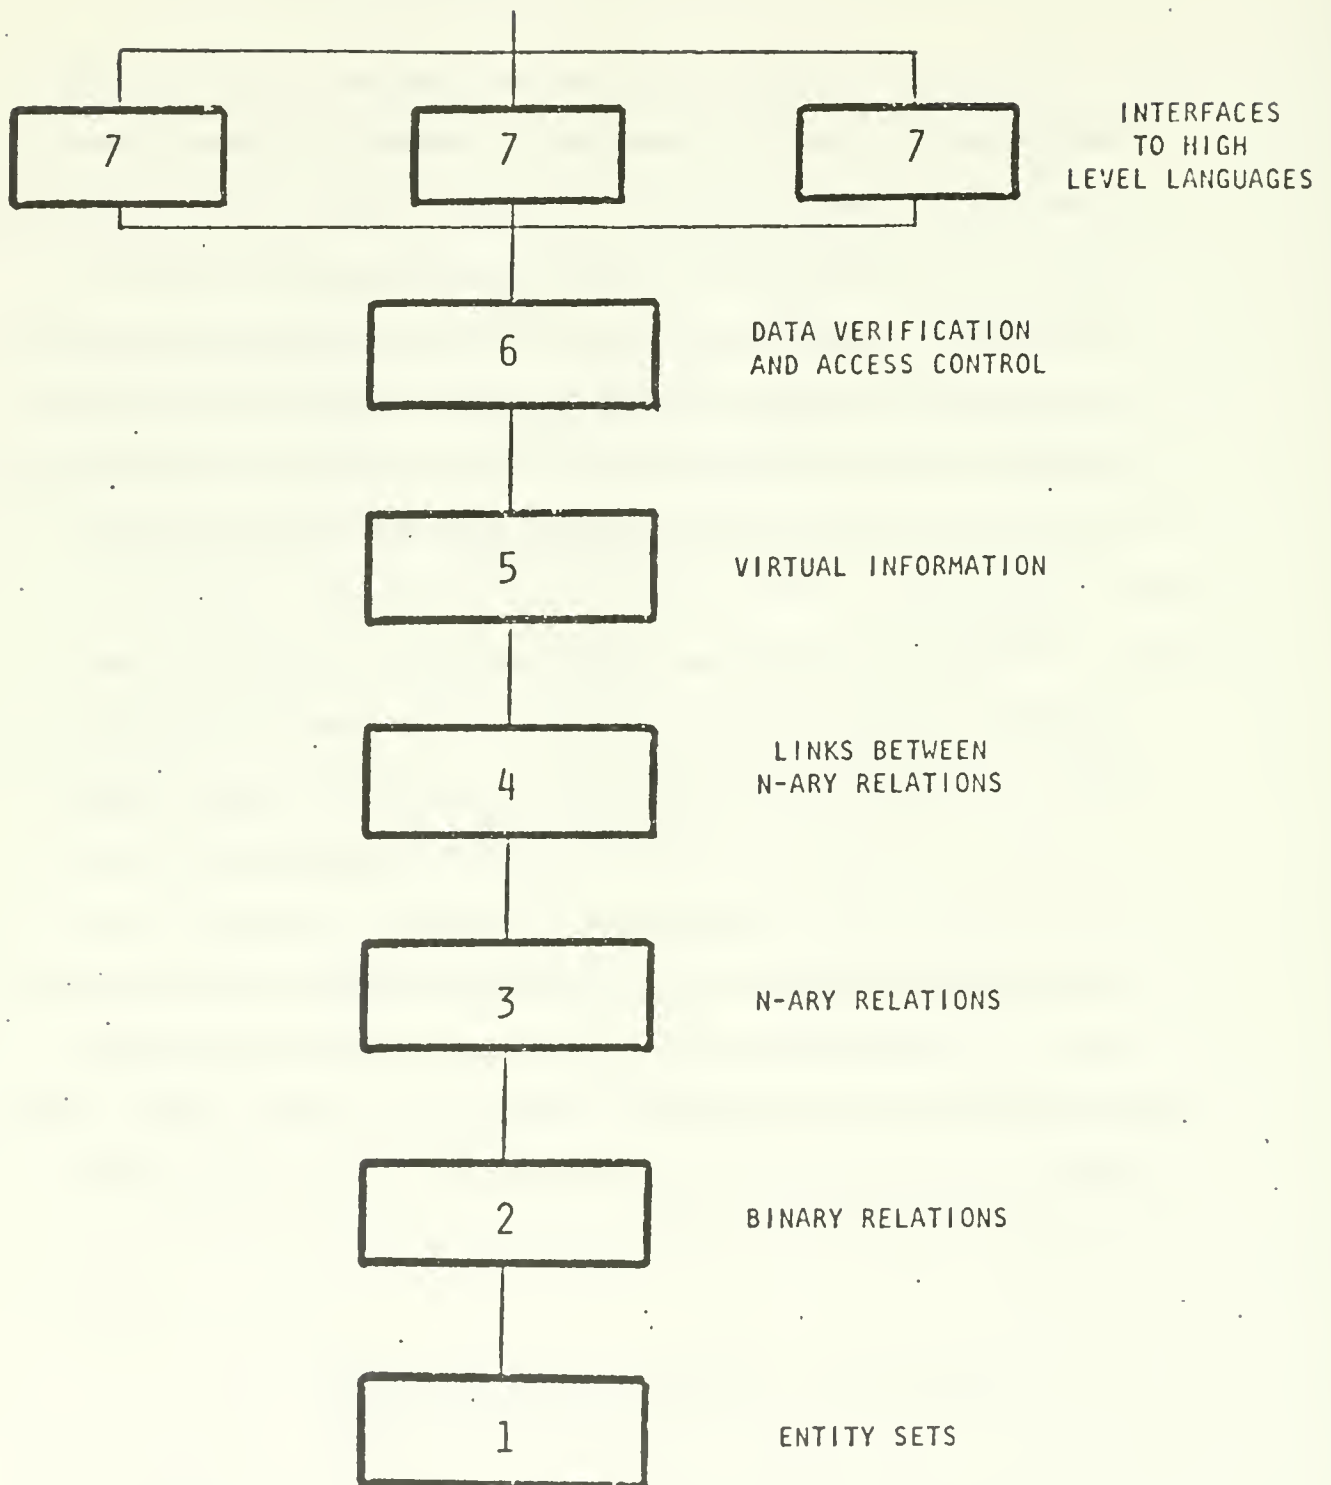 7 7 7
INTERFACES
TO HIGH
LEVEL LANGUAGES
6
DATA VERIFICATION
AND ACCESS CONTROL
5
VIRTUAL INFORMATION
4
LINKS BETWEEN
N-ARY RELATIONS
3
N-ARY RELATIONS
2
BINARY RELATIONS
1
ENTITY SETS